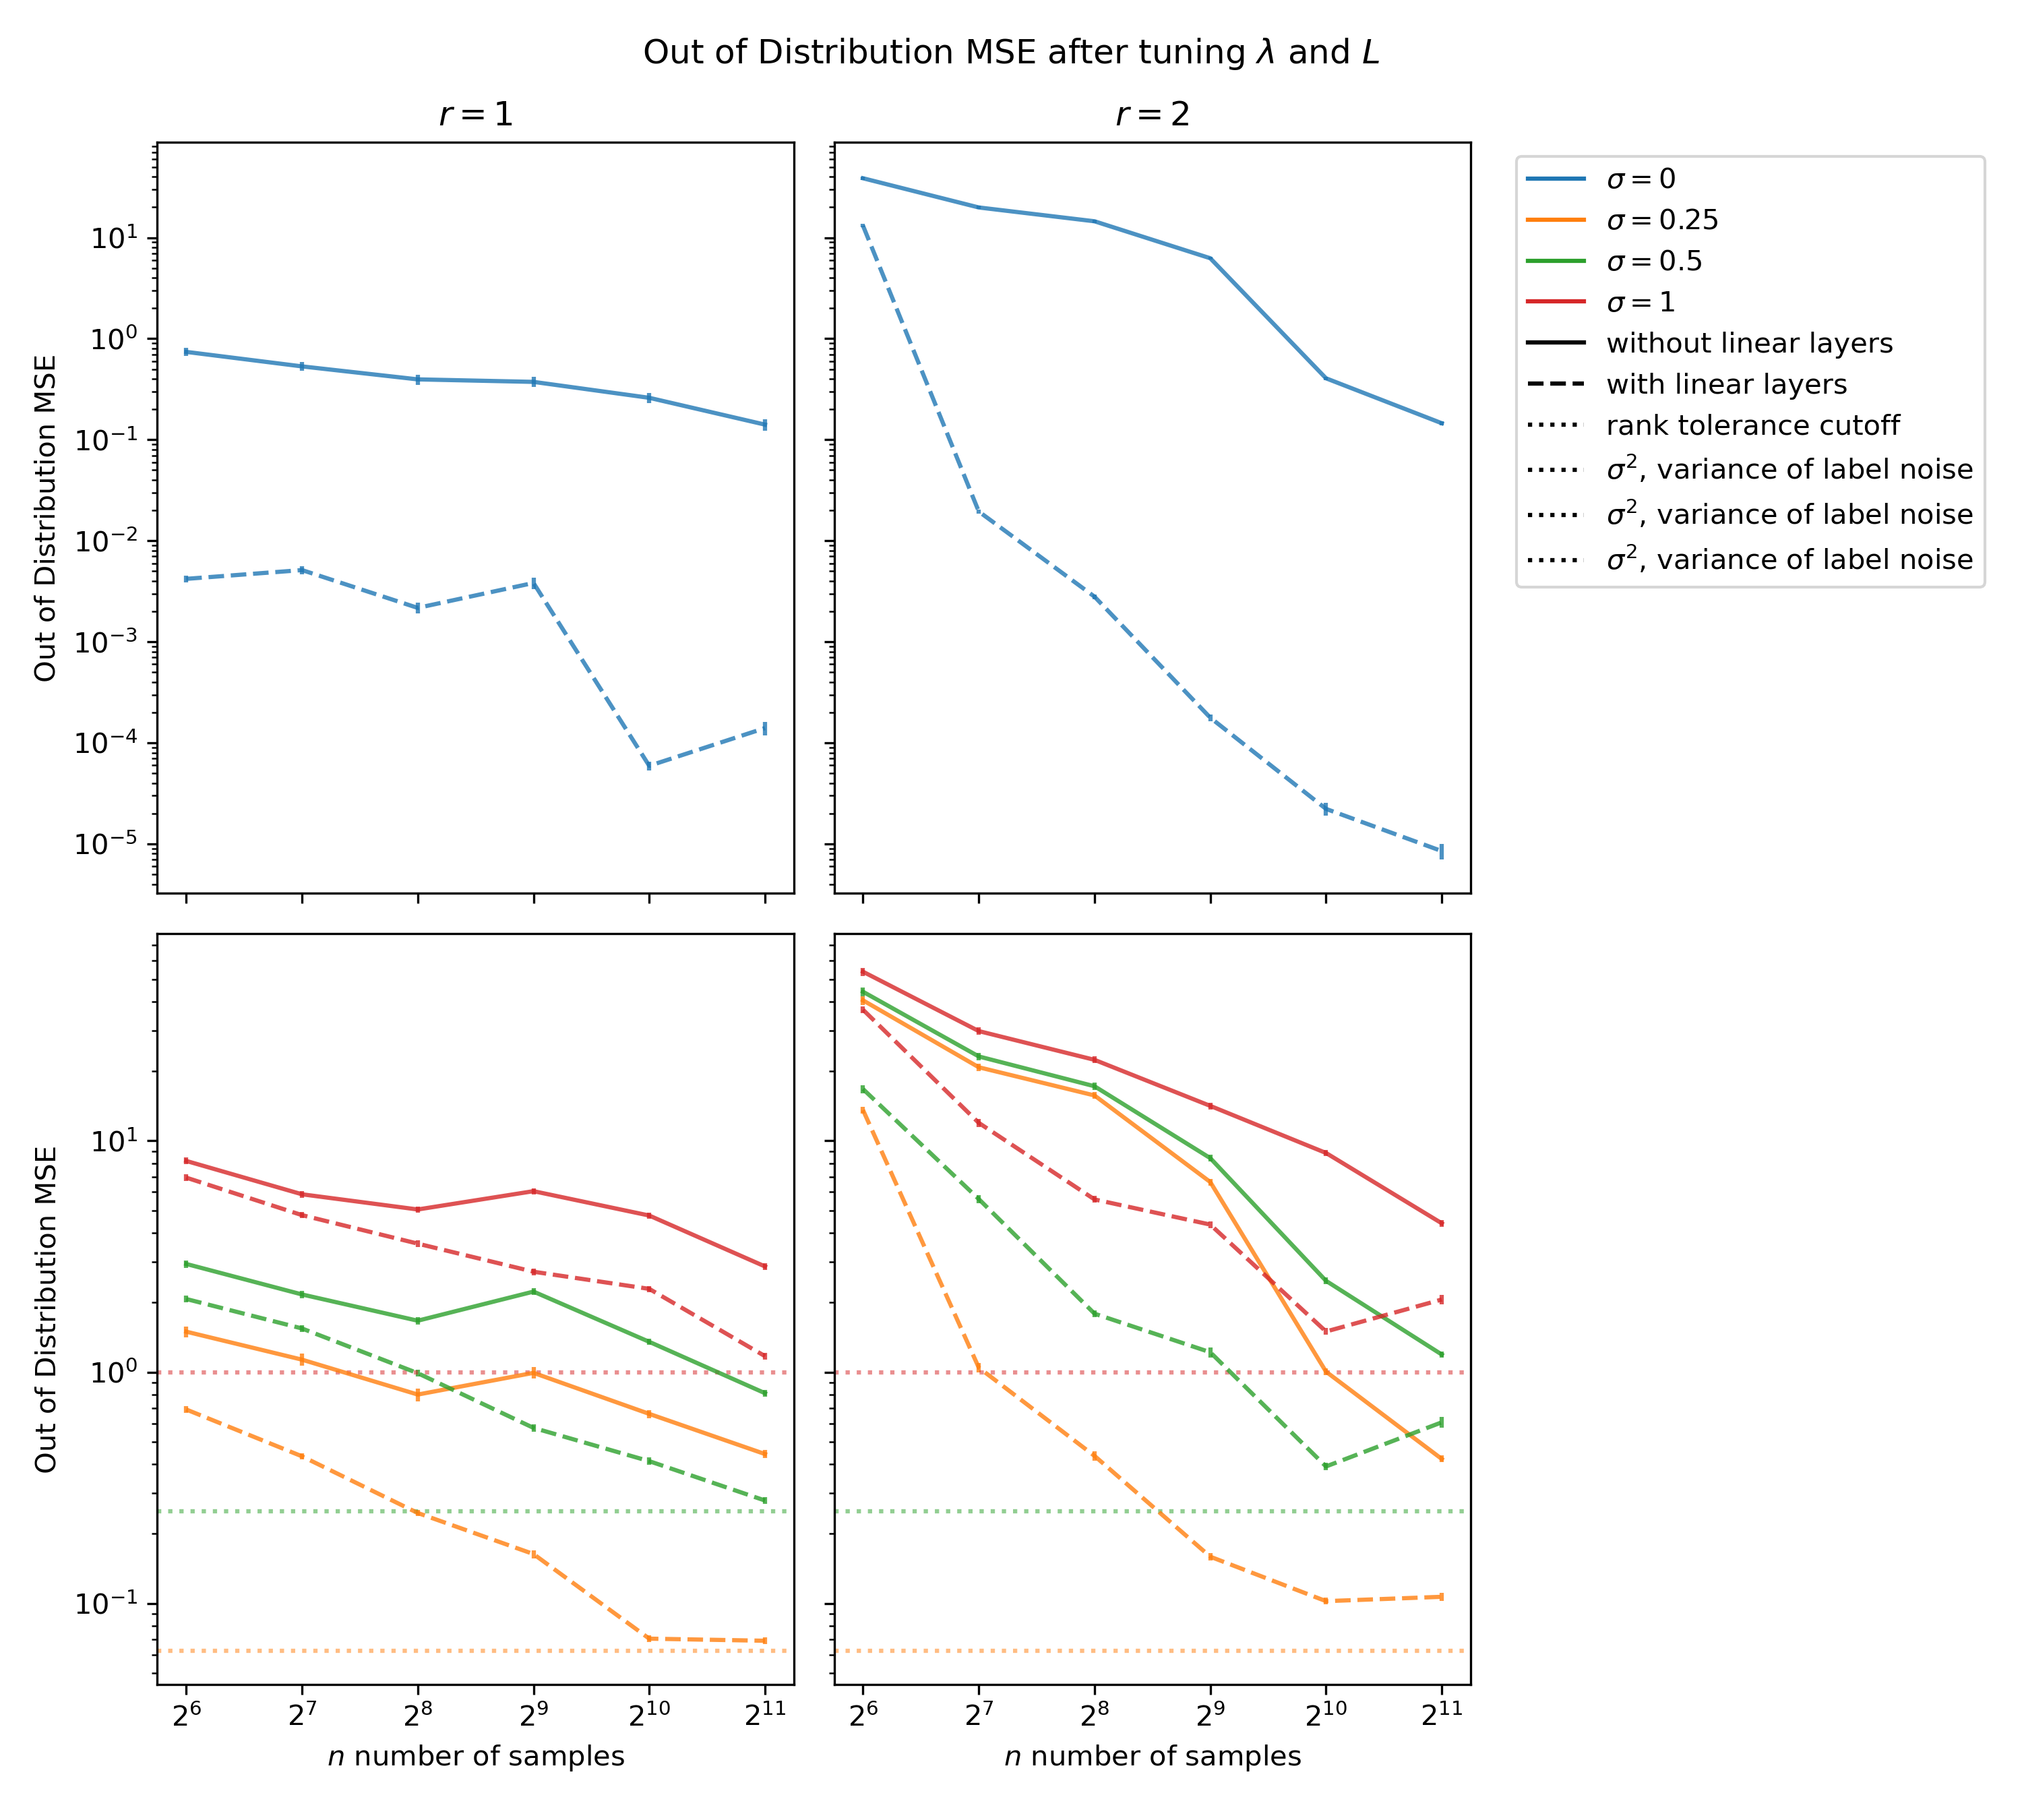 Out of Distribution MSE after tuning λ and L
r = 1
r = 2
Out of Distribution MSE
10¹
10⁰
10⁻¹
10⁻²
10⁻³
10⁻⁴
10⁻⁵
σ = 0
σ = 0.25
σ = 0.5
σ = 1
without linear layers
with linear layers
rank tolerance cutoff
σ², variance of label noise
σ², variance of label noise
σ², variance of label noise
Out of Distribution MSE
10¹
10⁰
10⁻¹
2⁶ 2⁷ 2⁸ 2⁹ 2¹⁰ 2¹¹
n number of samples
2⁶ 2⁷ 2⁸ 2⁹ 2¹⁰ 2¹¹
n number of samples